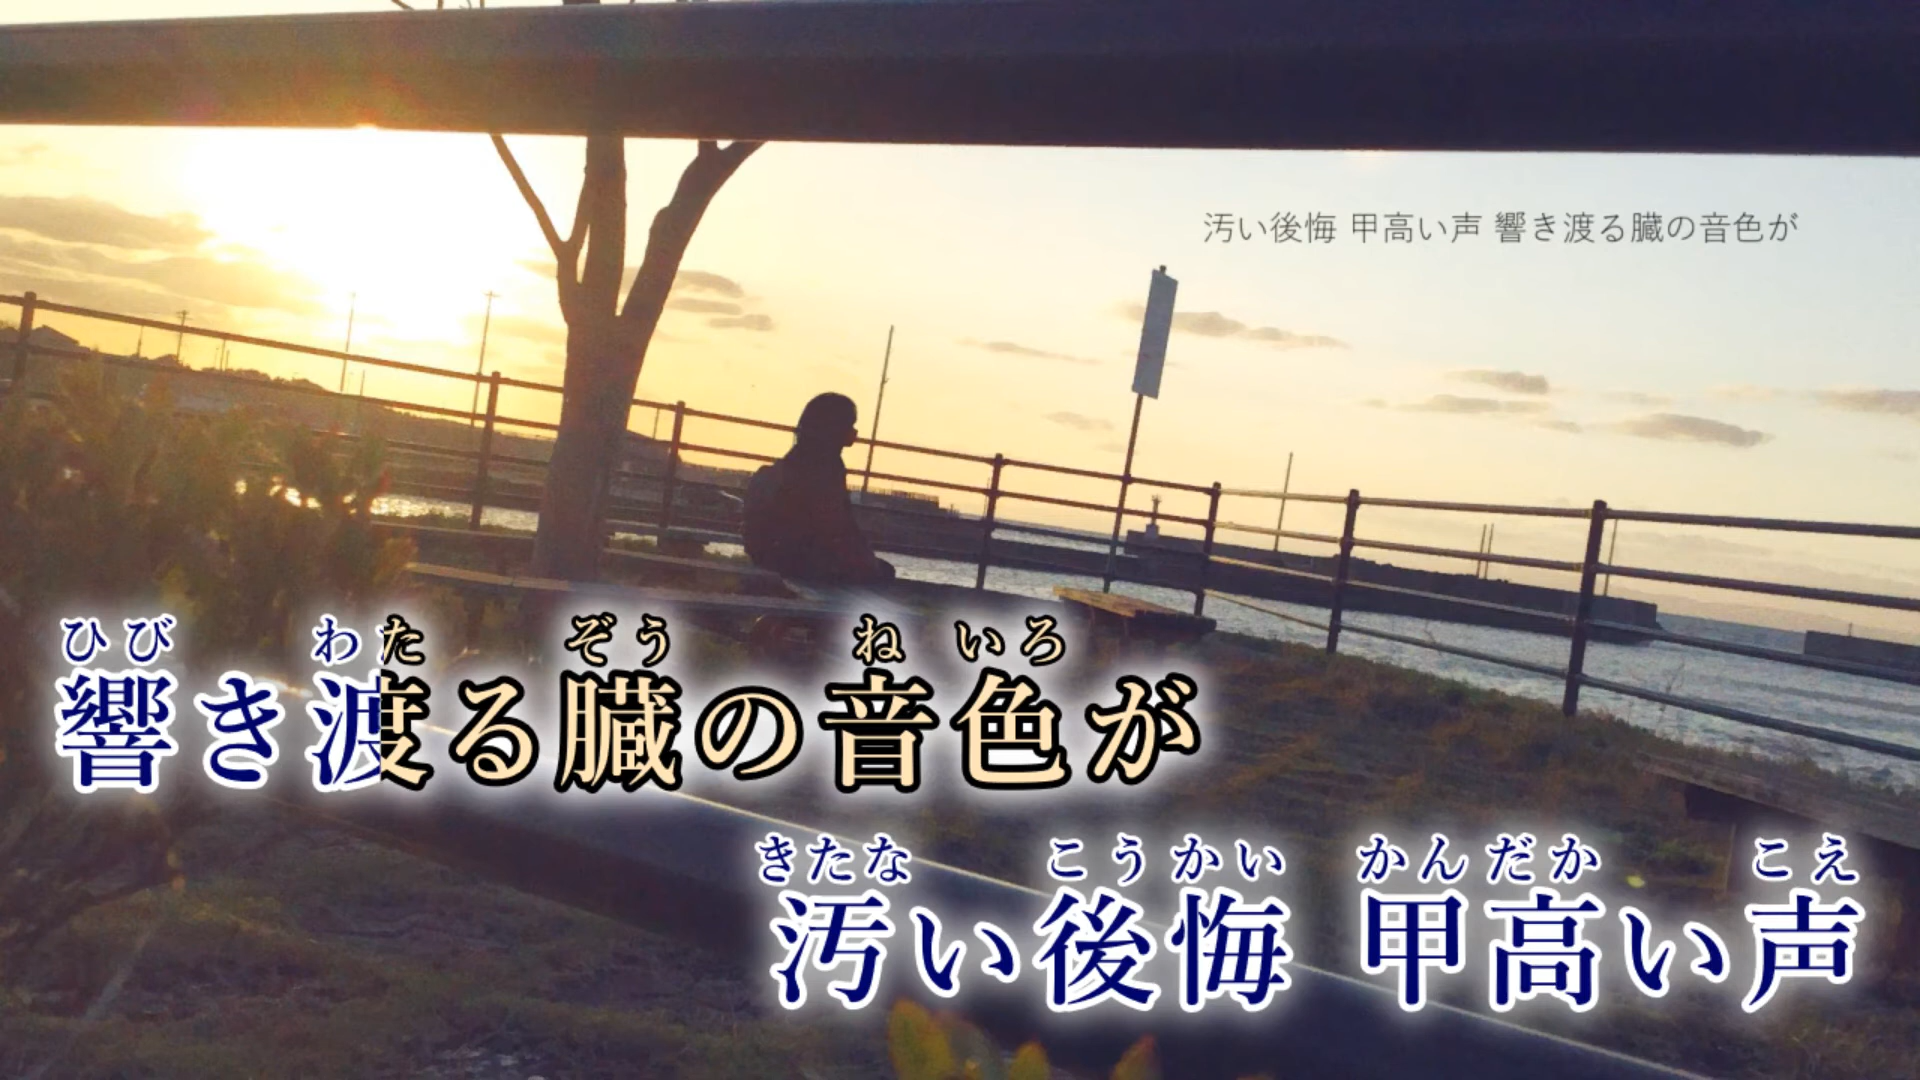 汚い後悔 甲高い声 響き渡る臓の音色が
ひび わた ぞう ね いろ
響き渡る臓の音色が
きたな こうかい かんだか こえ
汚い後悔 甲高い声